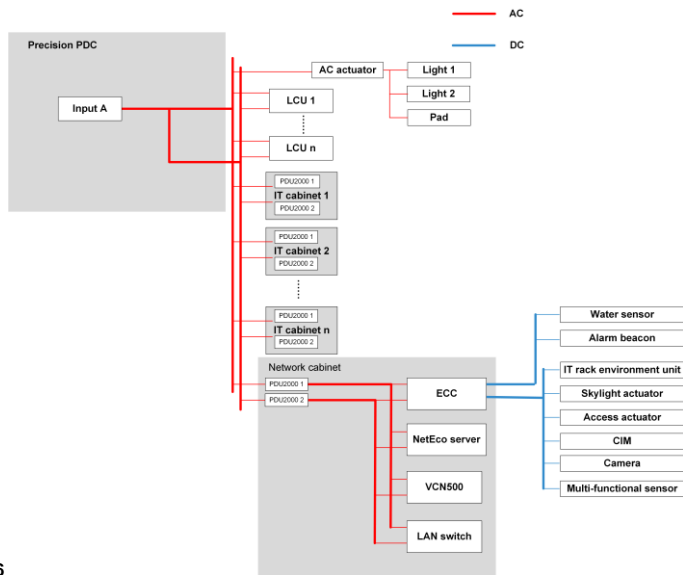 AC
DC
Precision PDC
Input A
AC actuator
Light 1
Light 2
Pad
LCU 1
LCU n
PDU2000 1
IT cabinet 1
PDU2000 2
PDU2000 1
IT cabinet 2
PDU2000 2
PDU2000 1
IT cabinet n
PDU2000 2
Network cabinet
PDU2000 1
PDU2000 2
ECC
NetEco server
VCN500
LAN switch
Water sensor
Alarm beacon
IT rack environment unit
Skylight actuator
Access actuator
CIM
Camera
Multi-functional sensor